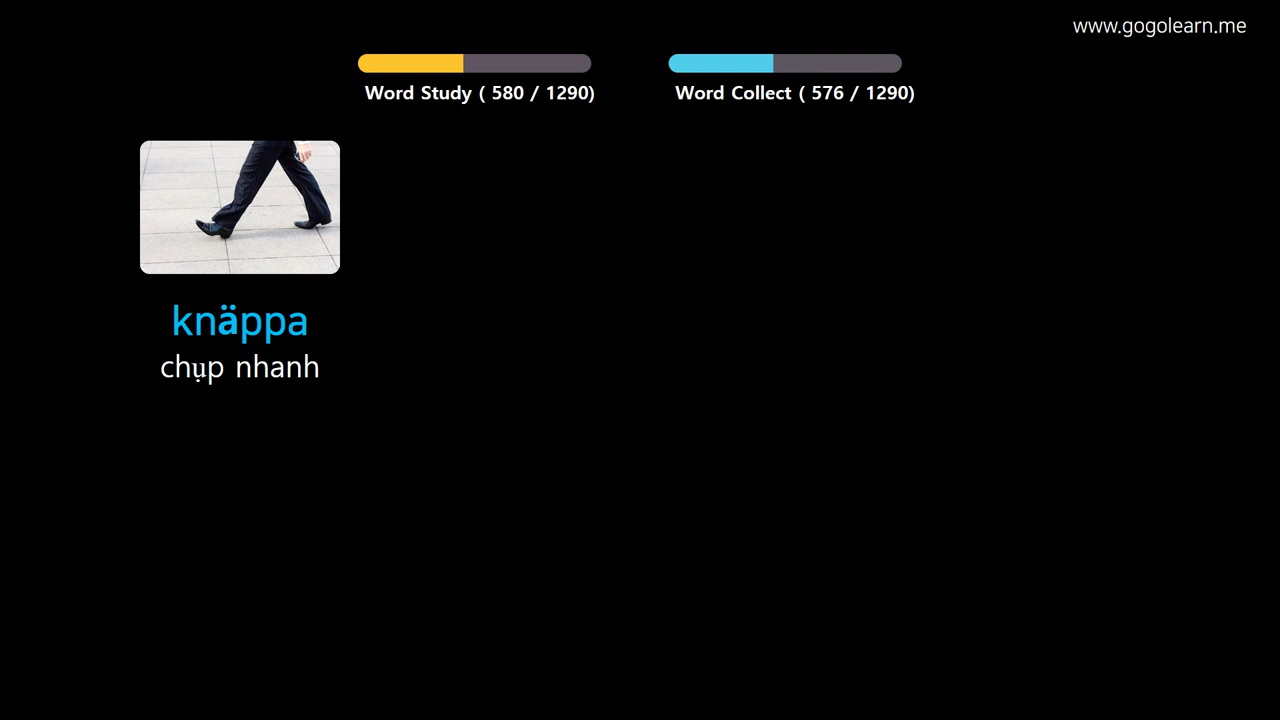 www.gogolearn.me
Word Study ( 580 / 1290)
Word Collect ( 576 / 1290)
knäppa
chụp nhanh